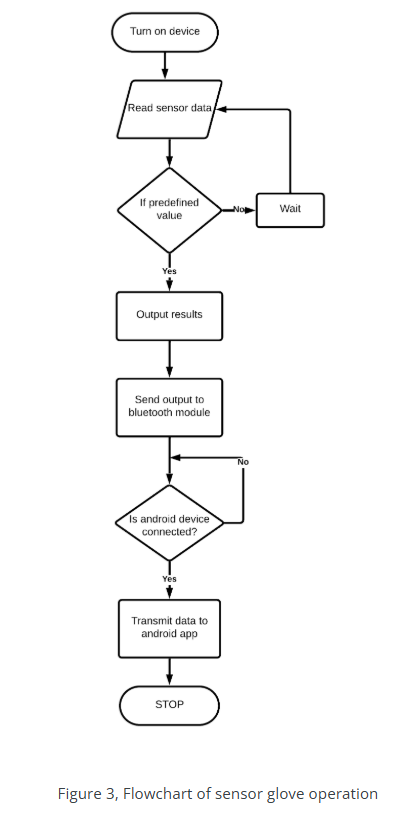 Turn on device
Read sensor data
If predefined
value
No
Wait
Yes
Output results
Send output to
bluetooth module
No
Is android device
connected?
Yes
Transmit data to
android app
STOP
Figure 3, Flowchart of sensor glove operation